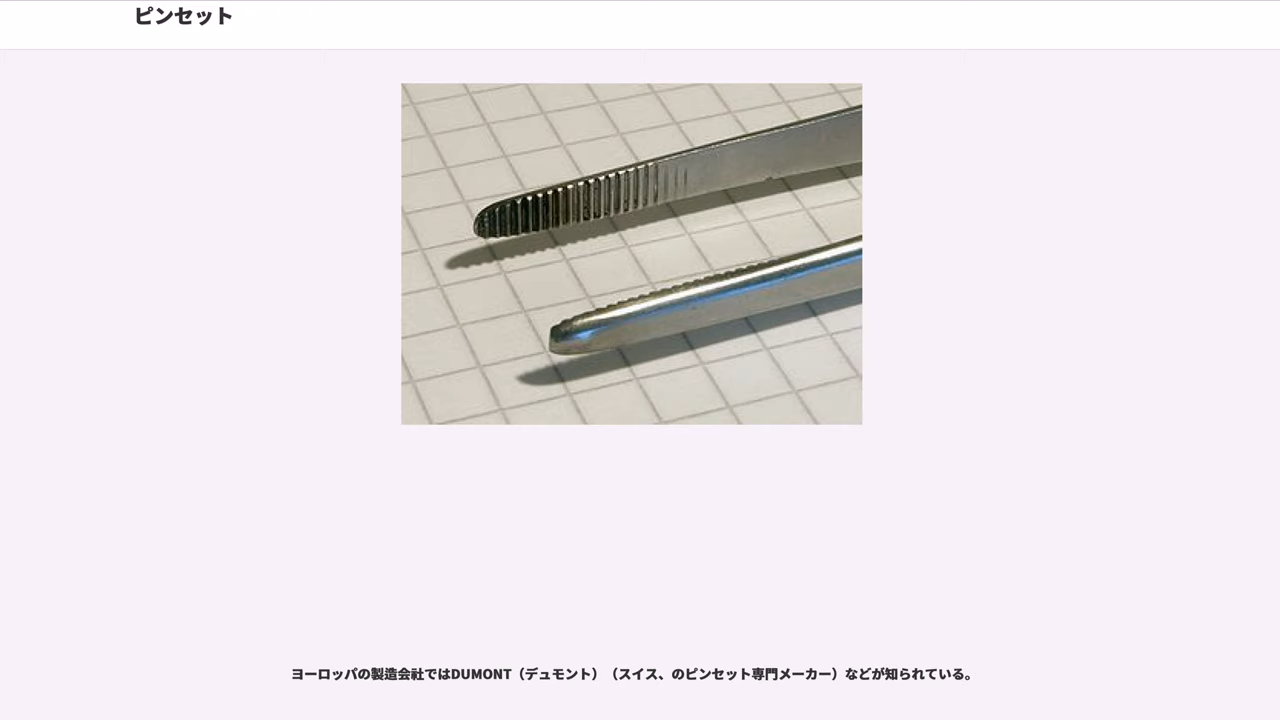 ピンセット
ヨーロッパの製造会社ではDUMONT（デュモント）（スイス、のピンセット専門メーカー）などが知られている。